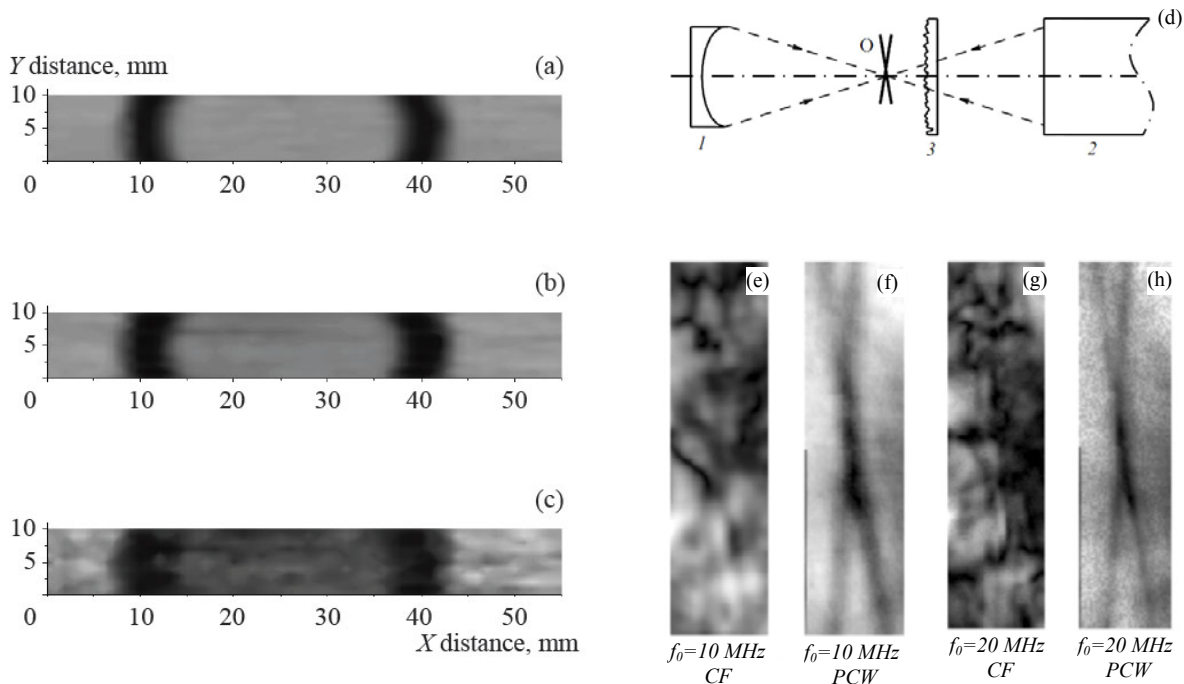 Y distance, mm
(a)
10
5
0 10 20 30 40 50
(b)
10
5
0 10 20 30 40 50
(c)
10
5
0 10 20 30 40 50
X distance, mm
(d)
O
1 3 2
(e) (f) (g) (h)
f₀=10 MHz f₀=10 MHz f₀=20 MHz f₀=20 MHz
CF PCW CF PCW